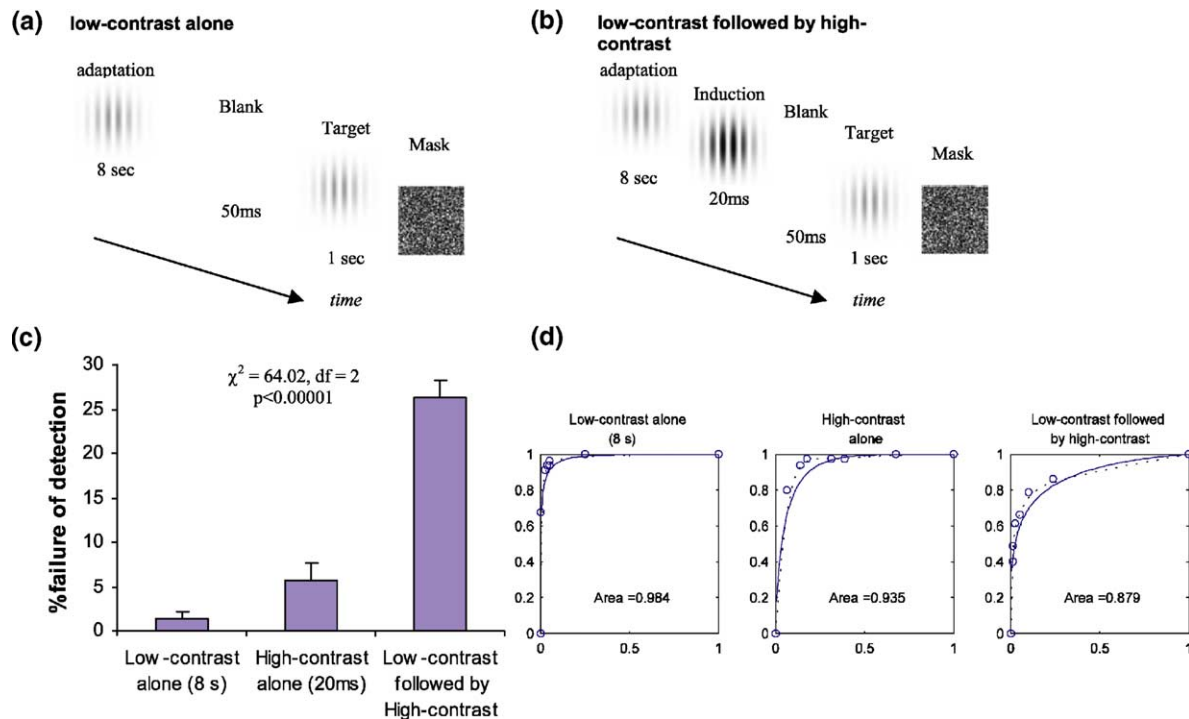 (a) low-contrast alone
adaptation
Blank
Target
Mask
8 sec
50ms
1 sec
time
(b) low-contrast followed by high-
contrast
adaptation
Induction
Blank
Target
Mask
8 sec
20ms
50ms
1 sec
time
(c)
%failure of detection
30
25
20
15
10
5
0
χ² = 64.02, df = 2
p<0.00001
Low-contrast
alone (8 s)
High-contrast
alone (20ms)
Low-contrast
followed by
High-contrast
(d)
Low-contrast alone
(8 s)
1
0.8
0.6
0.4
0.2
0
Area =0.984
0 0.5 1
High-contrast
alone
1
0.8
0.6
0.4
0.2
0
Area =0.935
0 0.5 1
Low-contrast followed
by high-contrast
1
0.8
0.6
0.4
0.2
0
Area =0.879
0 0.5 1